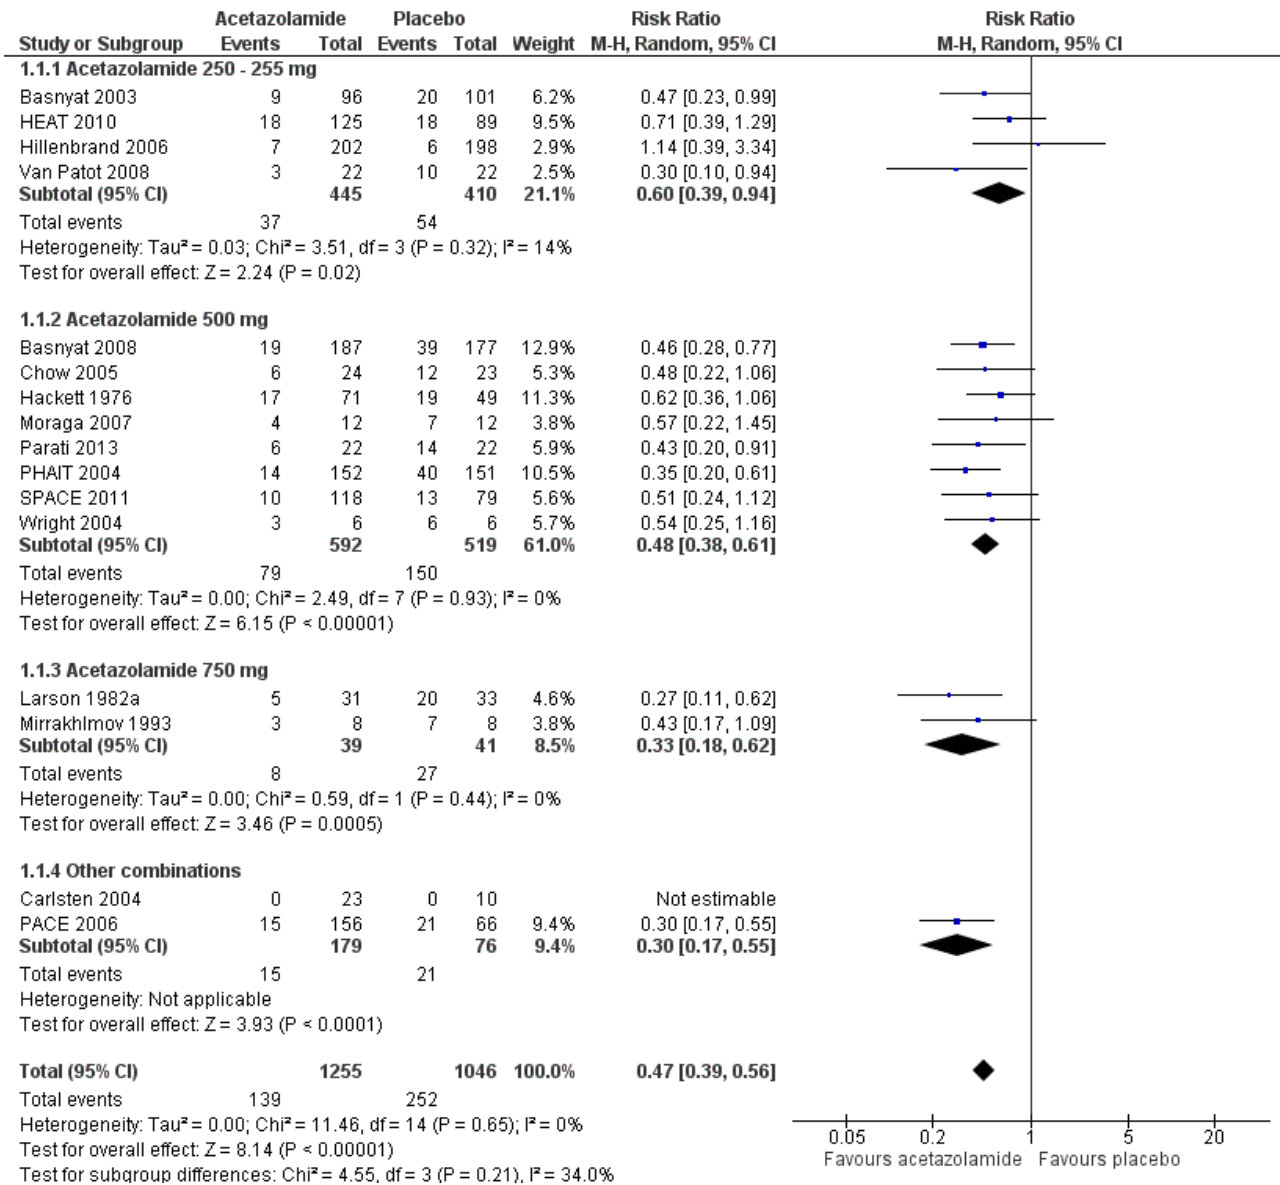 Acetazolamide Placebo Risk Ratio Risk Ratio
Study or Subgroup Events Total Events Total Weight M-H, Random, 95% CI M-H, Random, 95% CI
1.1.1 Acetazolamide 250 - 255 mg
Basnyat 2003 9 96 20 101 6.2% 0.47 [0.23, 0.99]
HEAT 2010 18 125 18 89 9.5% 0.71 [0.39, 1.29]
Hillenbrand 2006 7 202 6 198 2.9% 1.14 [0.39, 3.34]
Van Patot 2008 3 22 10 22 2.5% 0.30 [0.10, 0.94]
Subtotal (95% CI) 445 410 21.1% 0.60 [0.39, 0.94]
Total events 37 54
Heterogeneity: Tau² = 0.03; Chi² = 3.51, df = 3 (P = 0.32); I² = 14%
Test for overall effect: Z = 2.24 (P = 0.02)
1.1.2 Acetazolamide 500 mg
Basnyat 2008 19 187 39 177 12.9% 0.46 [0.28, 0.77]
Chow 2005 6 24 12 23 5.3% 0.48 [0.22, 1.06]
Hackett 1976 17 71 19 49 11.3% 0.62 [0.36, 1.06]
Moraga 2007 4 12 7 12 3.8% 0.57 [0.22, 1.45]
Parati 2013 6 22 14 22 5.9% 0.43 [0.20, 0.91]
PHAIT 2004 14 152 40 151 10.5% 0.35 [0.20, 0.61]
SPACE 2011 10 118 13 79 5.6% 0.51 [0.24, 1.12]
Wright 2004 3 6 6 6 5.7% 0.54 [0.25, 1.16]
Subtotal (95% CI) 592 519 61.0% 0.48 [0.38, 0.61]
Total events 79 150
Heterogeneity: Tau² = 0.00; Chi² = 2.49, df = 7 (P = 0.93); I² = 0%
Test for overall effect: Z = 6.15 (P < 0.00001)
1.1.3 Acetazolamide 750 mg
Larson 1982a 5 31 20 33 4.6% 0.27 [0.11, 0.62]
Mirrakhlmov 1993 3 8 7 8 3.8% 0.43 [0.17, 1.09]
Subtotal (95% CI) 39 41 8.5% 0.33 [0.18, 0.62]
Total events 8 27
Heterogeneity: Tau² = 0.00; Chi² = 0.59, df = 1 (P = 0.44); I² = 0%
Test for overall effect: Z = 3.46 (P = 0.0005)
1.1.4 Other combinations
Carlsten 2004 0 23 0 10 Not estimable
PACE 2006 15 156 21 66 9.4% 0.30 [0.17, 0.55]
Subtotal (95% CI) 179 76 9.4% 0.30 [0.17, 0.55]
Total events 15 21
Heterogeneity: Not applicable
Test for overall effect: Z = 3.93 (P < 0.0001)
Total (95% CI) 1255 1046 100.0% 0.47 [0.39, 0.56]
Total events 139 252
Heterogeneity: Tau² = 0.00; Chi² = 11.46, df = 14 (P = 0.65); I² = 0%
Test for overall effect: Z = 8.14 (P < 0.00001)
Test for subgroup differences: Chi² = 4.55, df = 3 (P = 0.21), I² = 34.0%
0.05 0.2 1 5 20
Favours acetazolamide Favours placebo